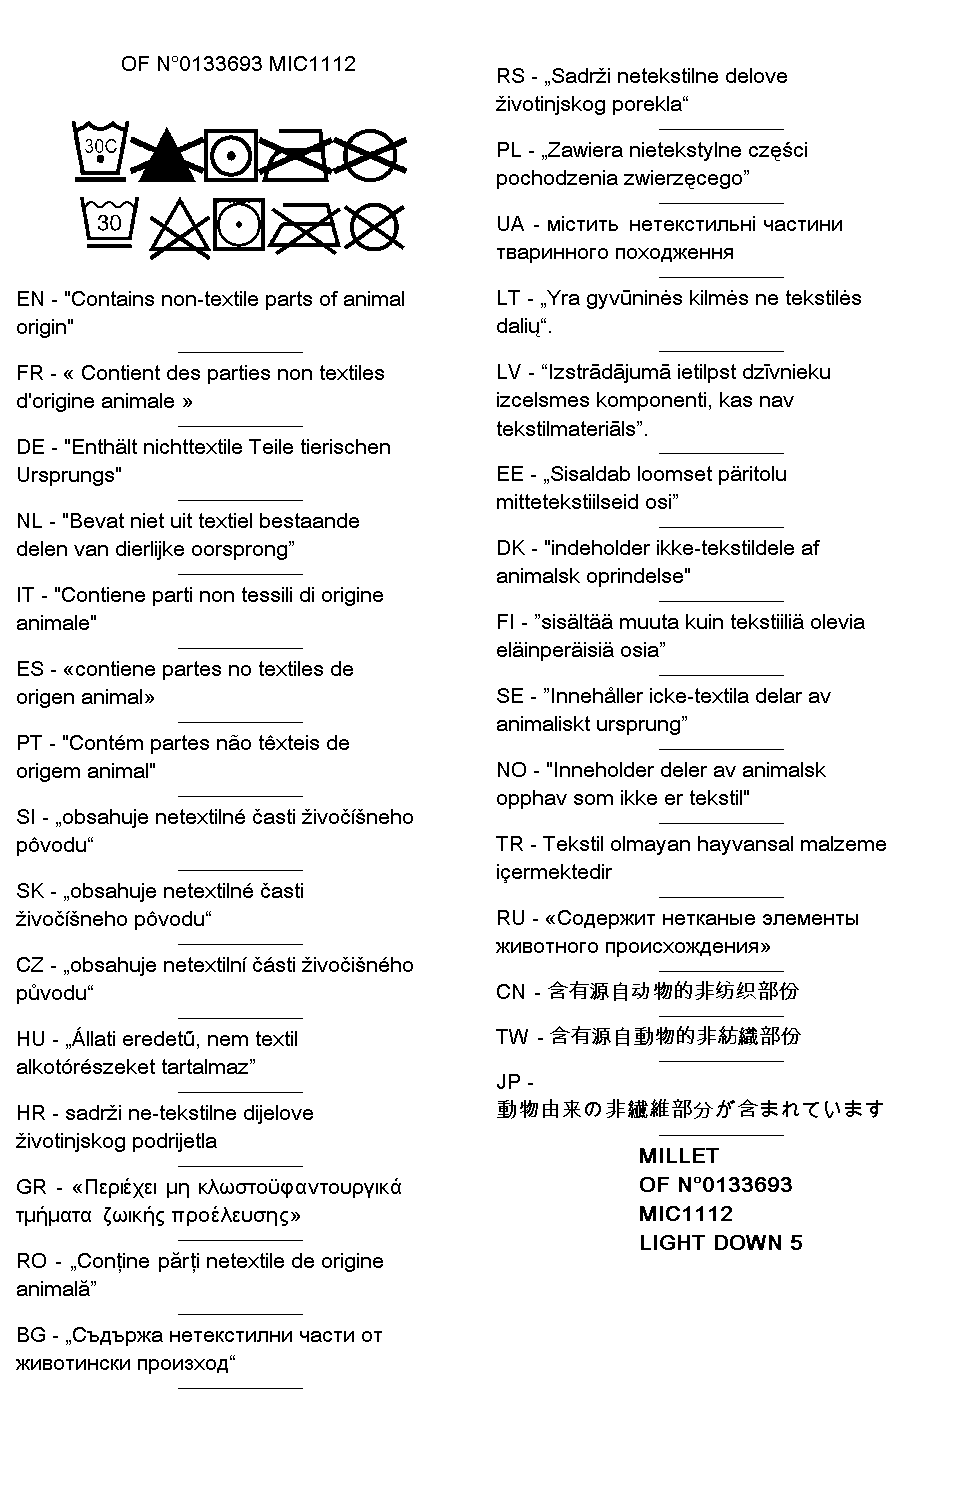 OF N°0133693 MIC1112
30C
30
EN - "Contains non-textile parts of animal
origin"
FR - « Contient des parties non textiles
d'origine animale »
DE - "Enthält nichttextile Teile tierischen
Ursprungs"
NL - "Bevat niet uit textiel bestaande
delen van dierlijke oorsprong”
IT - "Contiene parti non tessili di origine
animale"
ES - «contiene partes no textiles de
origen animal»
PT - "Contém partes não têxteis de
origem animal"
SI - „obsahuje netextilné časti živočíšneho
pôvodu“
SK - „obsahuje netextilné časti
živočíšneho pôvodu“
CZ - „obsahuje netextilní části živočišného
původu“
HU - „Állati eredetű, nem textil
alkotórészeket tartalmaz”
HR - sadrži ne-tekstilne dijelove
životinjskog podrijetla
GR - «Περιέχει μη κλωστοϋφαντουργικά
τμήματα ζωικής προέλευσης»
RO - „Conține părți netextile de origine
animală”
BG - „Съдържа нетекстилни части от
животински произход“
RS - „Sadrži netekstilne delove
životinjskog porekla“
PL - „Zawiera nietekstylne części
pochodzenia zwierzęcego”
UA - містить нетекстильні частини
тваринного походження
LT - „Yra gyvūninės kilmės ne tekstilės
dalių“.
LV - “Izstrādājumā ietilpst dzīvnieku
izcelsmes komponenti, kas nav
tekstilmateriāls”.
EE - „Sisaldab loomset päritolu
mittetekstiilseid osi”
DK - "indeholder ikke-tekstildele af
animalsk oprindelse"
FI - ”sisältää muuta kuin tekstiiliä olevia
eläinperäisiä osia”
SE - ”Innehåller icke-textila delar av
animaliskt ursprung”
NO - "Inneholder deler av animalsk
opphav som ikke er tekstil"
TR - Tekstil olmayan hayvansal malzeme
içermektedir
RU - «Содержит нетканые элементы
животного происхождения»
CN - 含有源自动物的非纺织部份
TW - 含有源自動物的非紡織部份
JP -
動物由来の非繊維部分が含まれています
MILLET
OF N°0133693
MIC1112
LIGHT DOWN 5